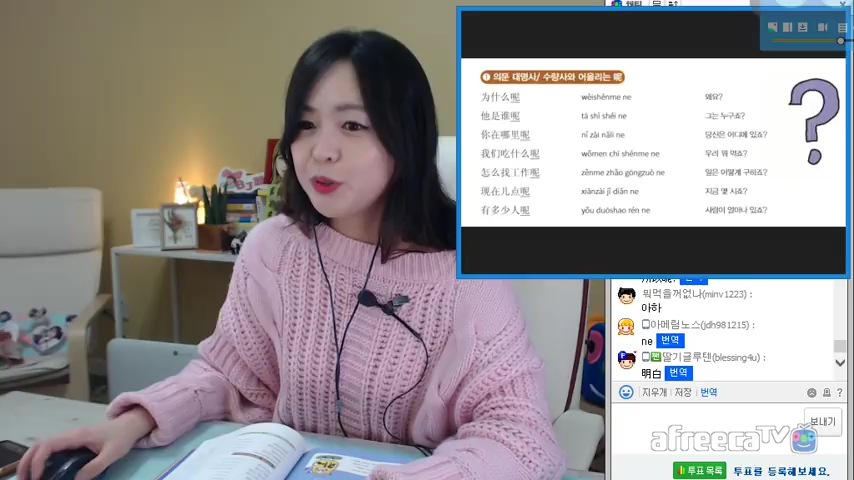 채팅
❶ 의문 대명사/ 수량사와 어울리는 呢
为什么呢 wèishénme ne 왜요?
他是谁呢 tā shì shéi ne 그는 누구죠?
你在哪里呢 nǐ zài nǎli ne 당신은 어디에 있죠?
我们吃什么呢 wǒmen chī shénme ne 우리 뭐 먹죠?
怎么找工作呢 zěnme zhǎo gōngzuò ne 일은 어떻게 구하죠?
现在几点呢 xiànzài jǐ diǎn ne 지금 몇 시죠?
有多少人呢 yǒu duōshao rén ne 사람이 얼마나 있죠?
?
번역
뭐먹을꺼없나(minv1223) :
아하
아메림노스(jdh981215) :
ne 번역
딸기글루텐(blessing4u) :
明白 번역
지우개 저장 번역
보내기
afreecaTV
투표목록 투표를 등록해보세요.